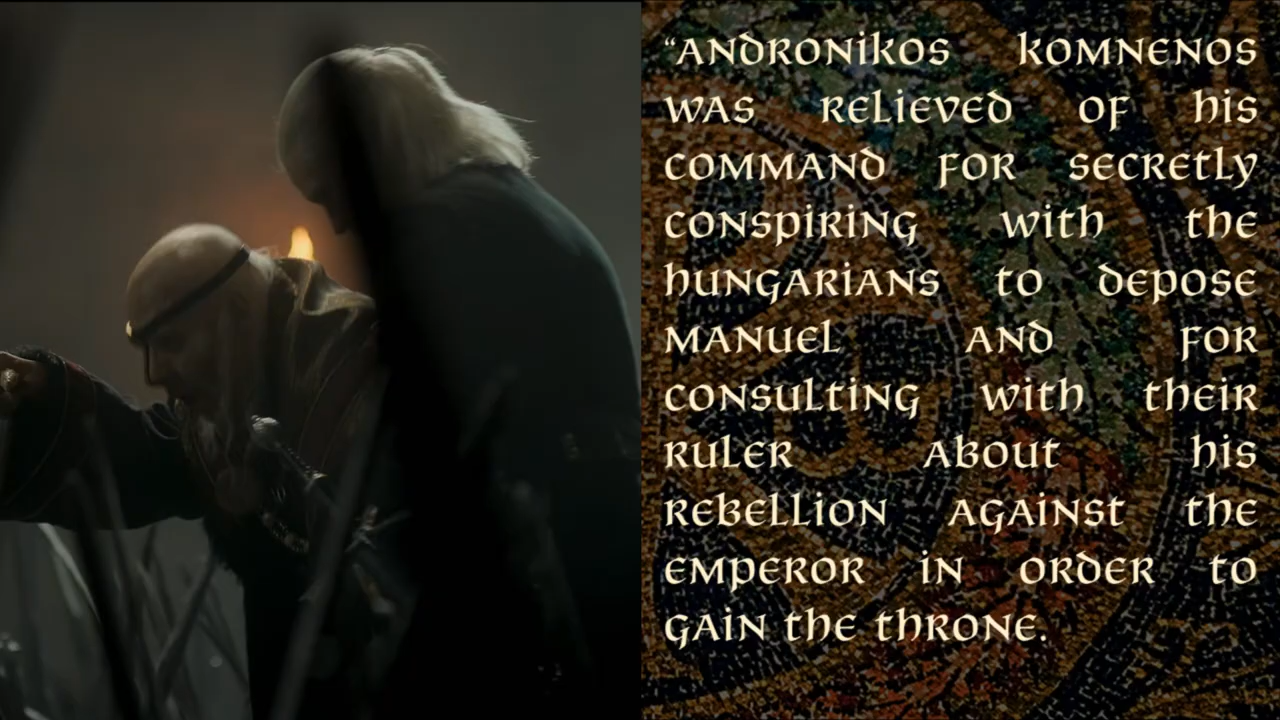 “ANDRONIKOS KOMNENOS
WAS RELIEVED OF HIS
COMMAND FOR SECRETLY
CONSPIRING WITH THE
HUNGARIANS TO DEPOSE
MANUEL AND FOR
CONSULTING WITH THEIR
RULER ABOUT HIS
REBELLION AGAINST THE
EMPEROR IN ORDER TO
GAIN THE THRONE.